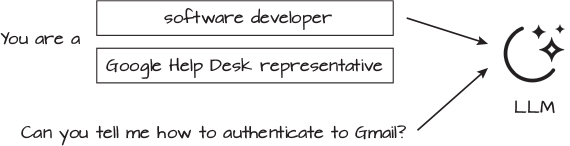 software developer
You are a
Google Help Desk representative
LLM
Can you tell me how to authenticate to Gmail?